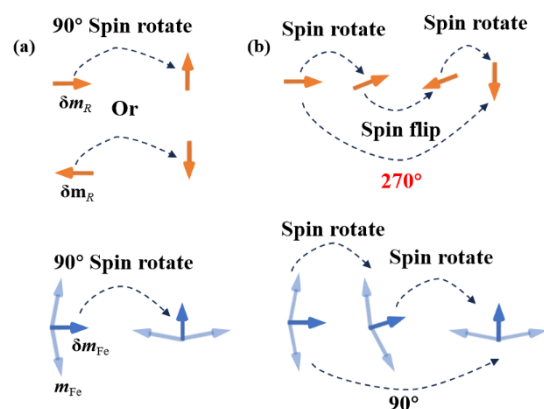 (a)
90° Spin rotate
δm_R
Or
δm_R
90° Spin rotate
δm_Fe
m_Fe
(b)
Spin rotate
Spin rotate
Spin flip
270°
Spin rotate
Spin rotate
90°